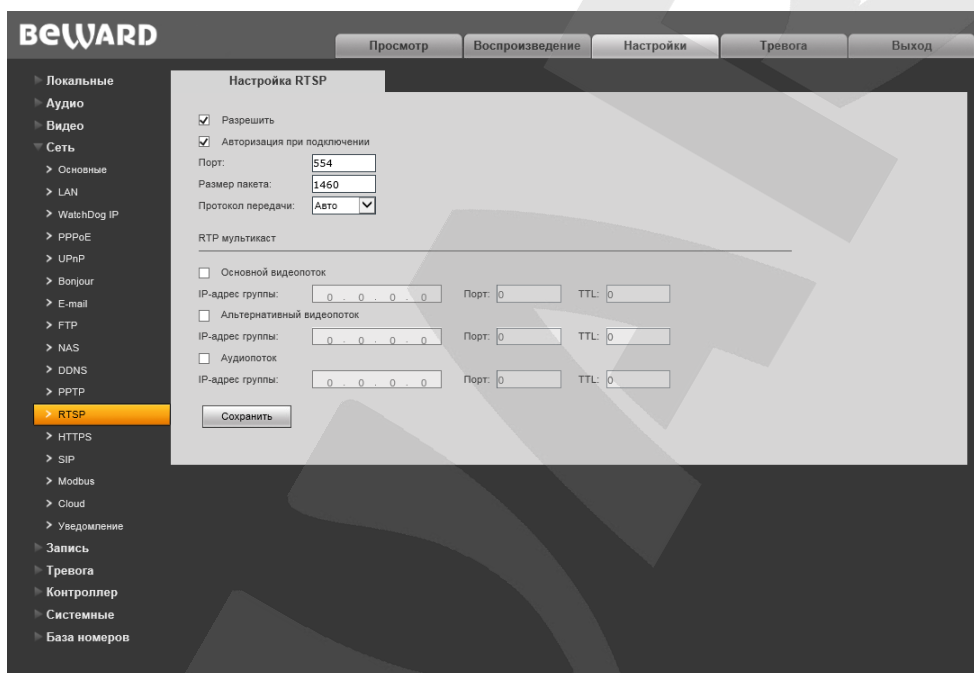 BEWARD
Просмотр
Воспроизведение
Настройки
Тревога
Выход
Локальные
Аудио
Видео
Сеть
Основные
LAN
WatchDog IP
PPPoE
UPnP
Bonjour
E-mail
FTP
NAS
DDNS
PPTP
RTSP
HTTPS
SIP
Modbus
Cloud
Уведомление
Запись
Тревога
Контроллер
Системные
База номеров
Настройка RTSP
Разрешить
Авторизация при подключении
Порт: 554
Размер пакета: 1460
Протокол передачи: Авто
RTP мультикаст
Основной видеопоток
IP-адрес группы: 0 . 0 . 0 . 0 Порт: 0 TTL: 0
Альтернативный видеопоток
IP-адрес группы: 0 . 0 . 0 . 0 Порт: 0 TTL: 0
Аудиопоток
IP-адрес группы: 0 . 0 . 0 . 0 Порт: 0 TTL: 0
Сохранить